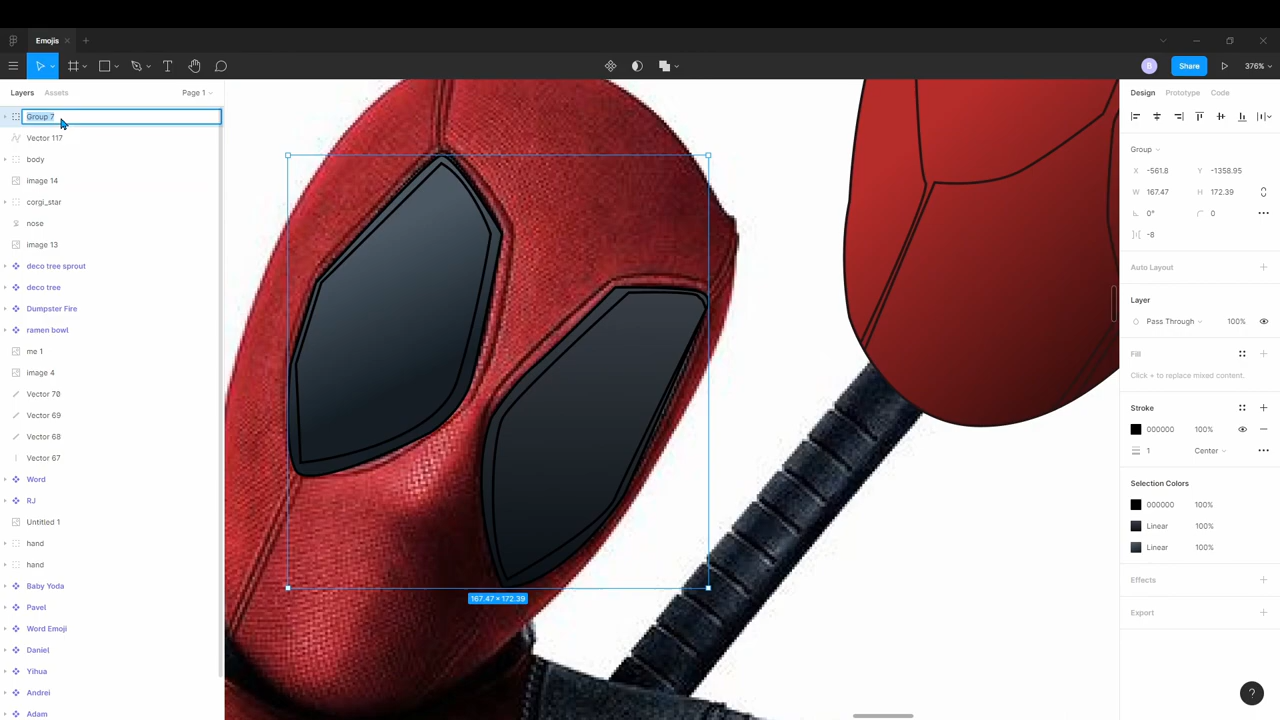 Emojis
B
Share
376%
Layers
Assets
Page 1
Group 7
Vector 117
body
image 14
corgi_star
nose
image 13
deco tree sprout
deco tree
Dumpster Fire
ramen bowl
me 1
image 4
Vector 70
Vector 69
Vector 68
Vector 67
Word
RJ
Untitled 1
hand
hand
Baby Yoda
Pavel
Word Emoji
Daniel
Yihua
Andrei
Adam
167.47 × 172.39
Design
Prototype
Code
Group
X -561.8 Y -1358.95
W 167.47 H 172.39
0° 0
-8
Auto Layout
Layer
Pass Through 100%
Fill
Click + to replace mixed content.
Stroke
000000 100%
1 Center
Selection Colors
000000 100%
Linear 100%
Linear 100%
Effects
Export
?